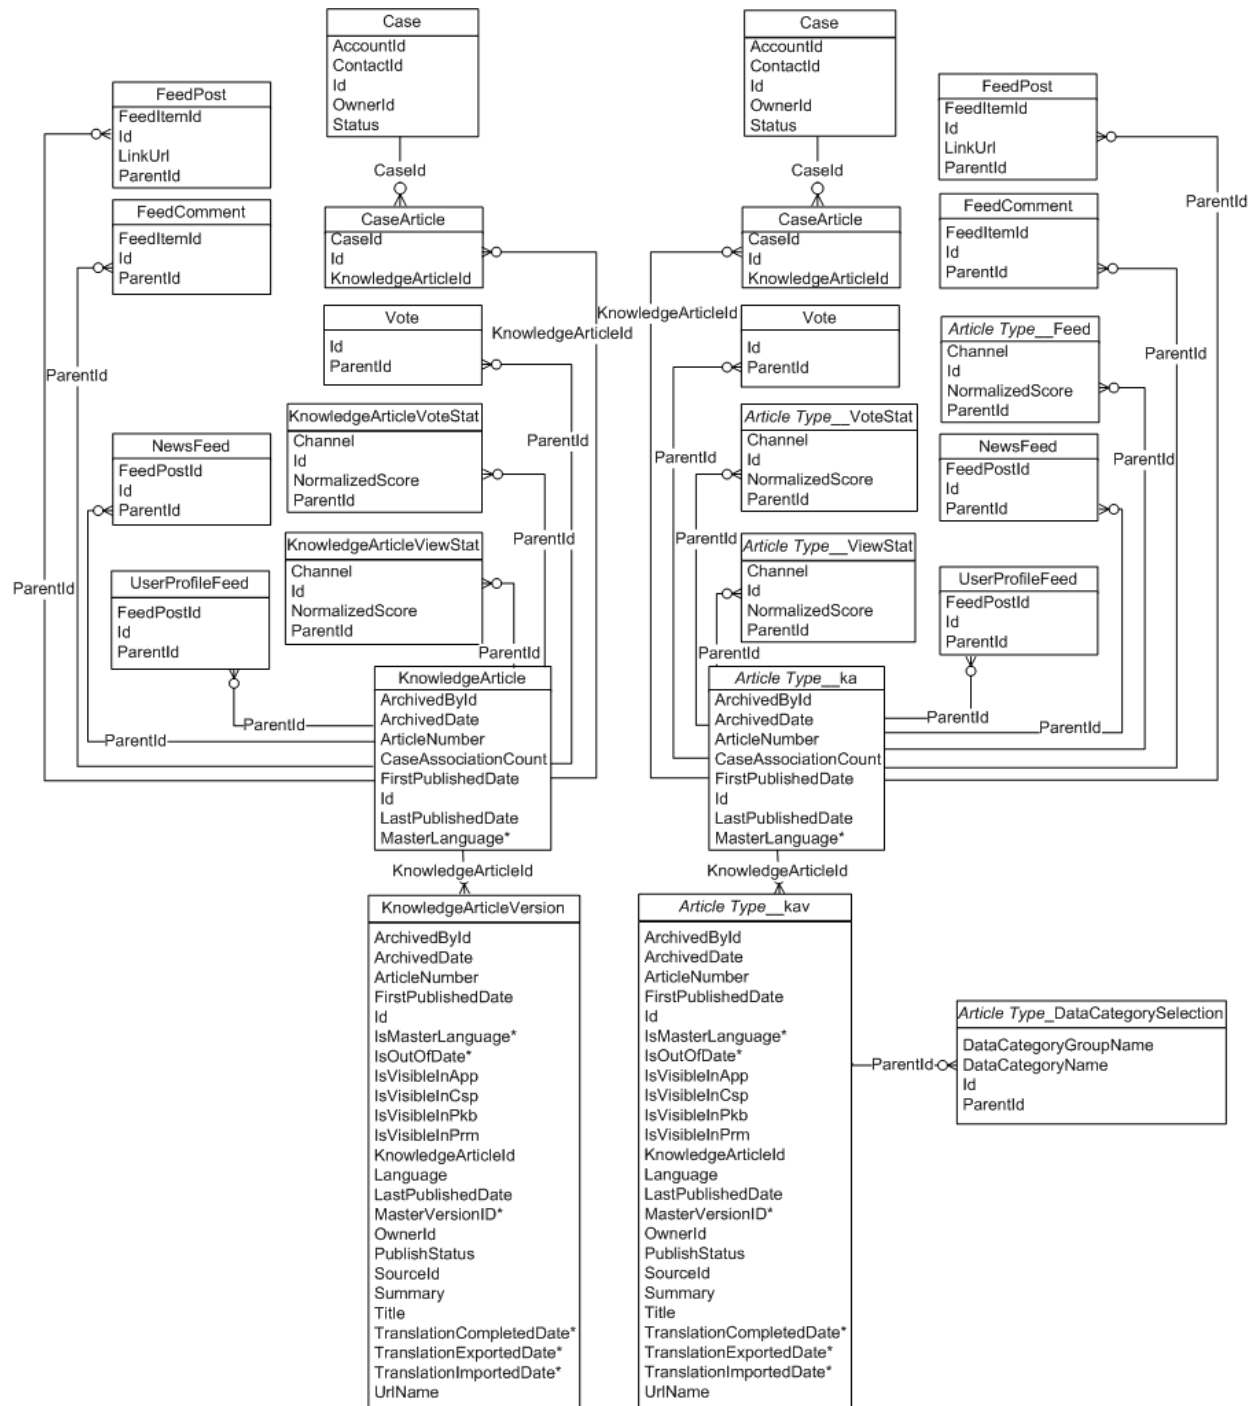 Case
AccountId
ContactId
Id
OwnerId
Status
CaseId
FeedPost
FeedItemId
Id
LinkUrl
ParentId
FeedComment
FeedItemId
Id
ParentId
CaseArticle
CaseId
Id
KnowledgeArticleId
Vote
Id
ParentId
KnowledgeArticleId
ParentId
KnowledgeArticleVoteStat
Channel
Id
NormalizedScore
ParentId
ParentId
NewsFeed
FeedPostId
Id
ParentId
KnowledgeArticleViewStat
Channel
Id
NormalizedScore
ParentId
ParentId
ParentId
UserProfileFeed
FeedPostId
Id
ParentId
ParentId
ParentId
ParentId
KnowledgeArticle
ArchivedById
ArchivedDate
ArticleNumber
CaseAssociationCount
FirstPublishedDate
Id
LastPublishedDate
MasterLanguage*
KnowledgeArticleId
KnowledgeArticleVersion
ArchivedById
ArchivedDate
ArticleNumber
FirstPublishedDate
Id
IsMasterLanguage*
IsOutOfDate*
IsVisibleInApp
IsVisibleInCsp
IsVisibleInPkb
IsVisibleInPrm
KnowledgeArticleId
Language
LastPublishedDate
MasterVersionID*
OwnerId
PublishStatus
SourceId
Summary
Title
TranslationCompletedDate*
TranslationExportedDate*
TranslationImportedDate*
UrlName
Case
AccountId
ContactId
Id
OwnerId
Status
CaseId
FeedPost
FeedItemId
Id
LinkUrl
ParentId
ParentId
CaseArticle
CaseId
Id
KnowledgeArticleId
FeedComment
FeedItemId
Id
ParentId
KnowledgeArticleId
Vote
Id
ParentId
Article Type__Feed
Channel
Id
NormalizedScore
ParentId
ParentId
Article Type__VoteStat
Channel
Id
NormalizedScore
ParentId
ParentId
NewsFeed
FeedPostId
Id
ParentId
ParentId
ParentId
Article Type__ViewStat
Channel
Id
NormalizedScore
ParentId
UserProfileFeed
FeedPostId
Id
ParentId
ParentId
ParentId
Article Type__ka
ArchivedById
ArchivedDate
ArticleNumber
CaseAssociationCount
FirstPublishedDate
Id
LastPublishedDate
MasterLanguage*
KnowledgeArticleId
Article Type__kav
ArchivedById
ArchivedDate
ArticleNumber
FirstPublishedDate
Id
IsMasterLanguage*
IsOutOfDate*
IsVisibleInApp
IsVisibleInCsp
IsVisibleInPkb
IsVisibleInPrm
KnowledgeArticleId
Language
LastPublishedDate
MasterVersionID*
OwnerId
PublishStatus
SourceId
Summary
Title
TranslationCompletedDate*
TranslationExportedDate*
TranslationImportedDate*
UrlName
ParentId
Article Type_DataCategorySelection
DataCategoryGroupName
DataCategoryName
Id
ParentId